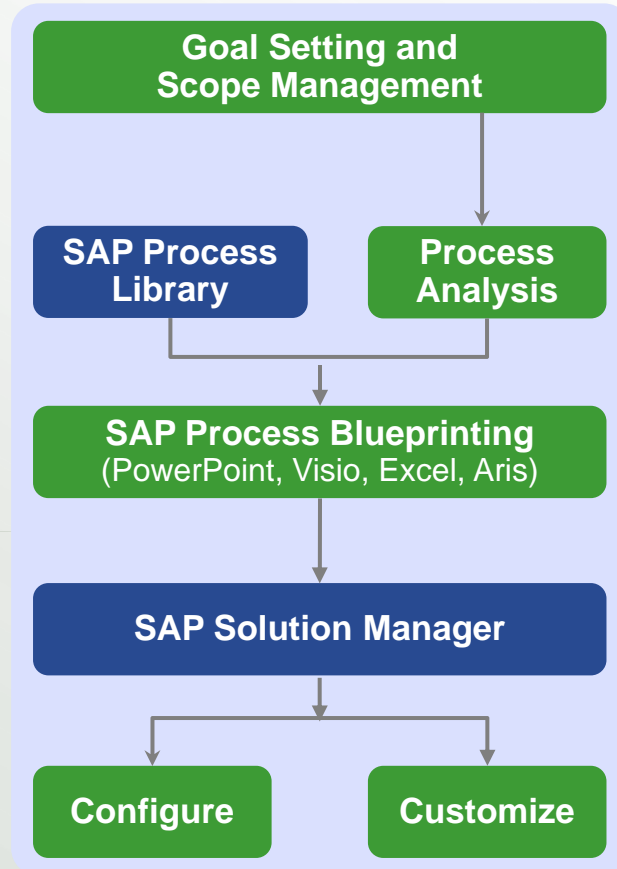 Goal Setting and
Scope Management
SAP Process
Library
Process
Analysis
SAP Process Blueprinting
(PowerPoint, Visio, Excel, Aris)
SAP Solution Manager
Configure
Customize